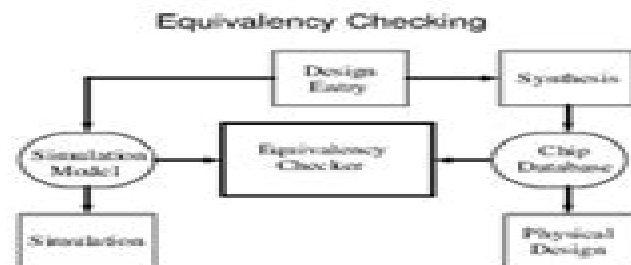 Equivalency Checking
Design
Entry
Synthesis
Simulation
Model
Equivalency
Checker
Chip
Database
Simulation
Physical
Design